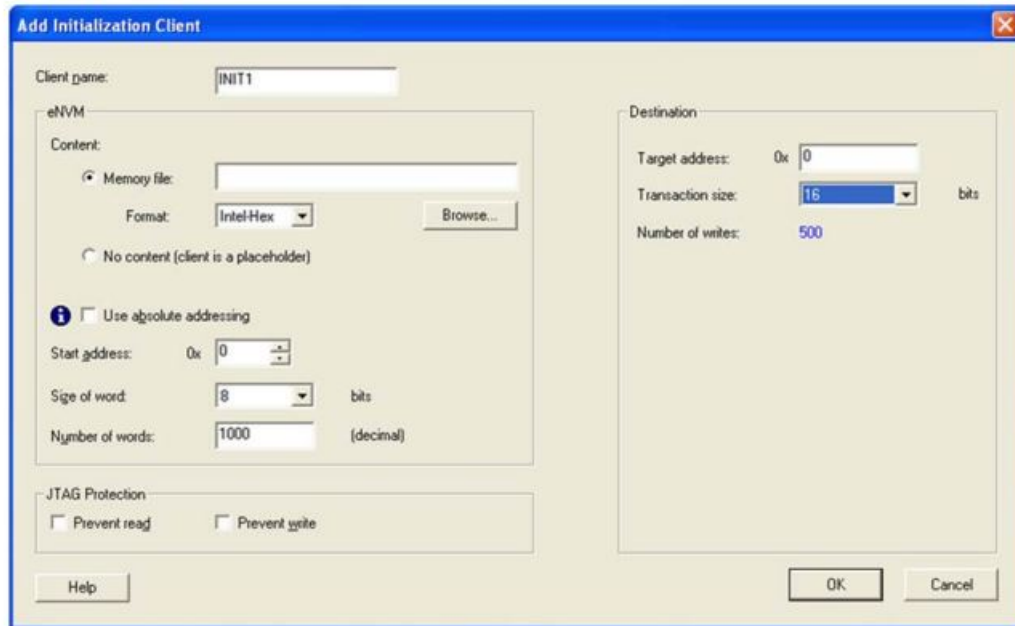 Add Initialization Client
Client name: INIT1
eNVM
Content:
Memory file:
Format: Intel-Hex Browse...
No content (client is a placeholder)
Use absolute addressing
Start address: 0x 0
Size of word: 8 bits
Number of words: 1000 (decimal)
JTAG Protection
Prevent read Prevent write
Destination
Target address: 0x 0
Transaction size: 16 bits
Number of writes: 500
Help OK Cancel